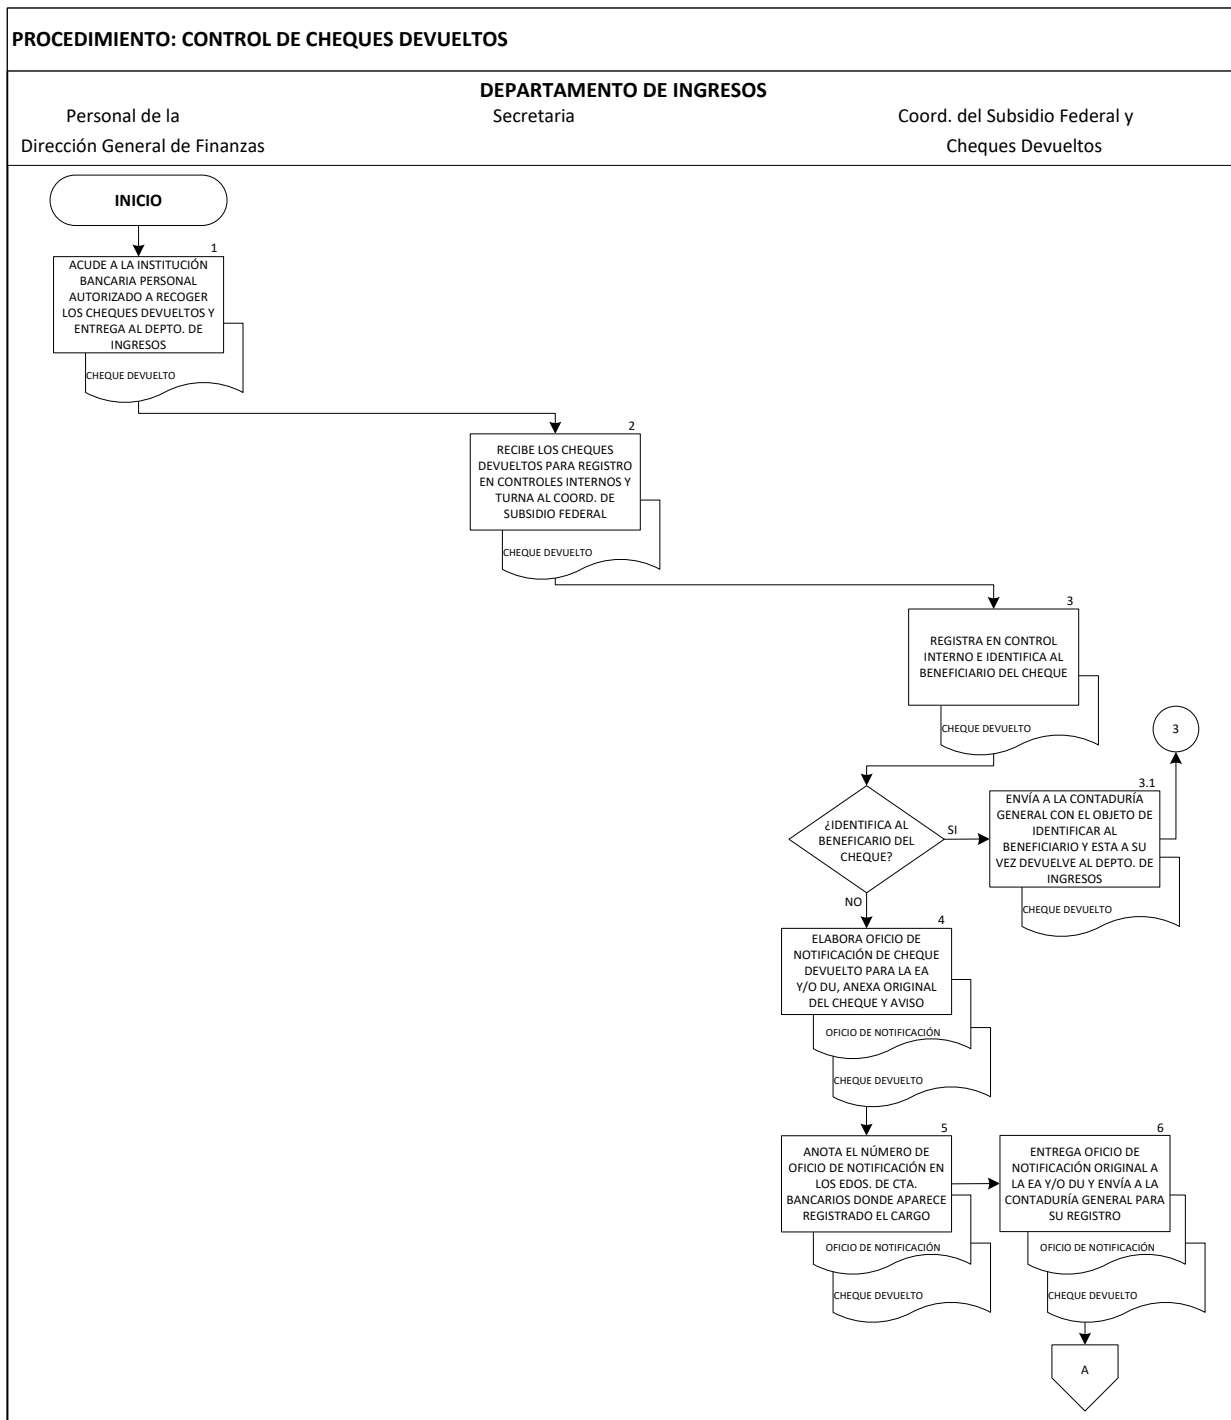 PROCEDIMIENTO: CONTROL DE CHEQUES DEVUELTOS
DEPARTAMENTO DE INGRESOS
Personal de la
Dirección General de Finanzas
Secretaria
Coord. del Subsidio Federal y
Cheques Devueltos
INICIO
1
ACUDE A LA INSTITUCIÓN
BANCARIA PERSONAL
AUTORIZADO A RECOGER
LOS CHEQUES DEVUELTOS Y
ENTREGA AL DEPTO. DE
INGRESOS
CHEQUE DEVUELTO
2
RECIBE LOS CHEQUES
DEVUELTOS PARA REGISTRO
EN CONTROLES INTERNOS Y
TURNA AL COORD. DE
SUBSIDIO FEDERAL
CHEQUE DEVUELTO
3
REGISTRA EN CONTROL
INTERNO E IDENTIFICA AL
BENEFICIARIO DEL CHEQUE
CHEQUE DEVUELTO
3
¿IDENTIFICA AL
BENEFICARIO DEL
CHEQUE?
SI
3.1
ENVÍA A LA CONTADURÍA
GENERAL CON EL OBJETO DE
IDENTIFICAR AL
BENEFICIARIO Y ESTA A SU
VEZ DEVUELVE AL DEPTO. DE
INGRESOS
CHEQUE DEVUELTO
NO
4
ELABORA OFICIO DE
NOTIFICACIÓN DE CHEQUE
DEVUELTO PARA LA EA
Y/O DU, ANEXA ORIGINAL
DEL CHEQUE Y AVISO
OFICIO DE NOTIFICACIÓN
CHEQUE DEVUELTO
5
ANOTA EL NÚMERO DE
OFICIO DE NOTIFICACIÓN EN
LOS EDOS. DE CTA.
BANCARIOS DONDE APARECE
REGISTRADO EL CARGO
OFICIO DE NOTIFICACIÓN
CHEQUE DEVUELTO
6
ENTREGA OFICIO DE
NOTIFICACIÓN ORIGINAL A
LA EA Y/O DU Y ENVÍA A LA
CONTADURÍA GENERAL PARA
SU REGISTRO
OFICIO DE NOTIFICACIÓN
CHEQUE DEVUELTO
A